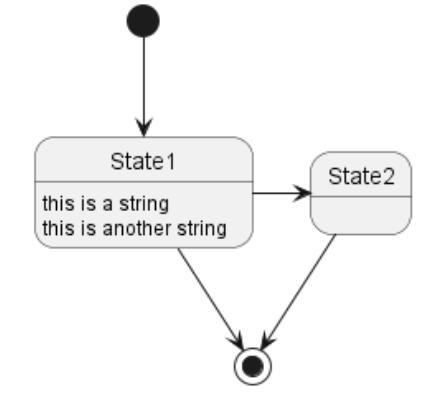 State1
this is a string
this is another string
State2